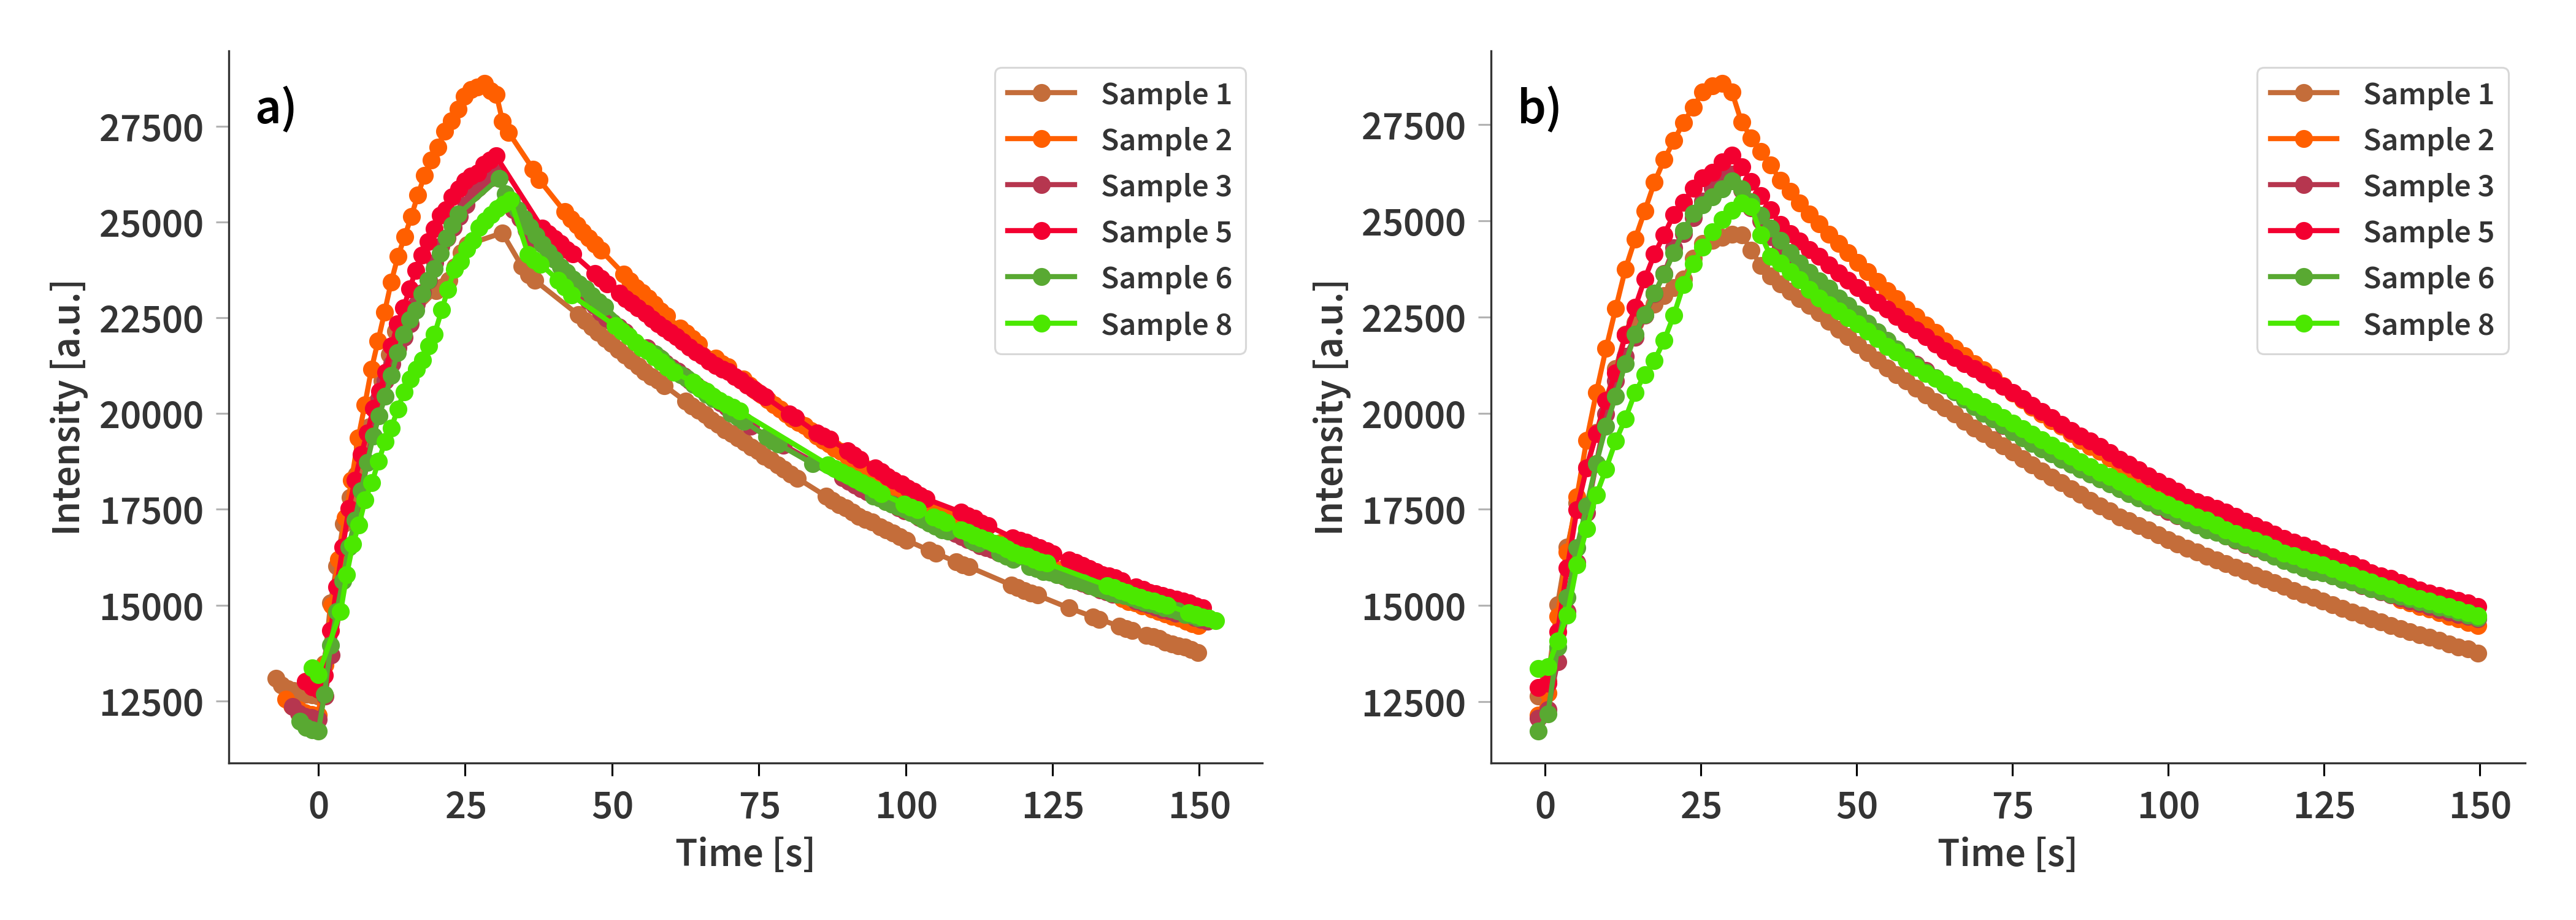 a)
Sample 1
Sample 2
Sample 3
Sample 5
Sample 6
Sample 8
Intensity [a.u.]
27500
25000
22500
20000
17500
15000
12500
0 25 50 75 100 125 150
Time [s]
b)
Sample 1
Sample 2
Sample 3
Sample 5
Sample 6
Sample 8
Intensity [a.u.]
27500
25000
22500
20000
17500
15000
12500
0 25 50 75 100 125 150
Time [s]